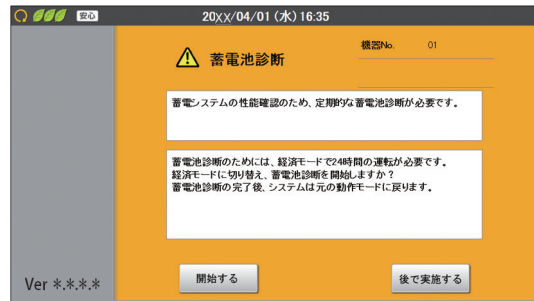 安心
20XX/04/01 (水) 16:35
蓄電池診断
機器No. 01
蓄電システムの性能確認のため、定期的な蓄電池診断が必要です。
蓄電池診断のためには、経済モードで24時間の運転が必要です。
経済モードに切り替え、蓄電池診断を開始しますか？
蓄電池診断の完了後、システムは元の動作モードに戻ります。
開始する
後で実施する
Ver *.*.*.*